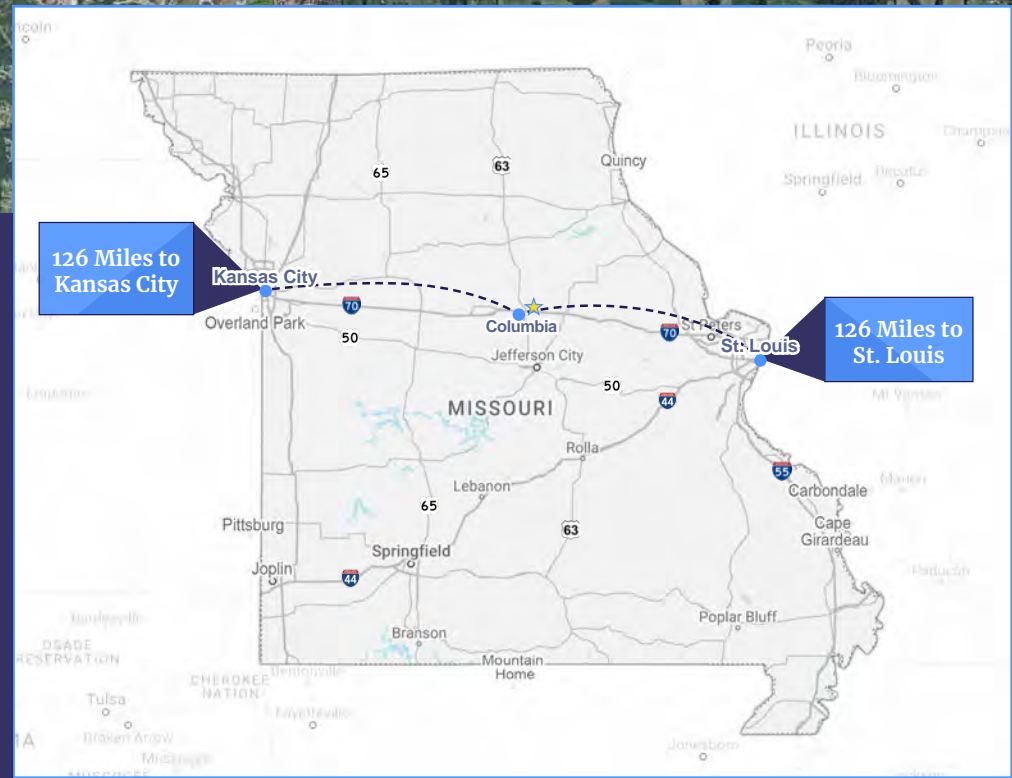 ncoln
Peoria
Bloomington
ILLINOIS
Champai
Springfield
Decatur
Quincy
65
63
126 Miles to
Kansas City
Kansas City
70
Overland Park
50
Columbia
Jefferson City
70
St Peters
St. Louis
126 Miles to
St. Louis
50
44
MISSOURI
Mt Vernon
Rolla
55
Marion
Lebanon
Carbondale
65
63
Cape
Girardeau
Pittsburg
Springfield
Joplin
44
Paducah
Poplar Bluff
Branson
Mountain
Home
OSAGE
RESERVATION
Bentonville
CHEROKEE
NATION
Tulsa
Fayetteville
Broken Arrow
Jonesboro